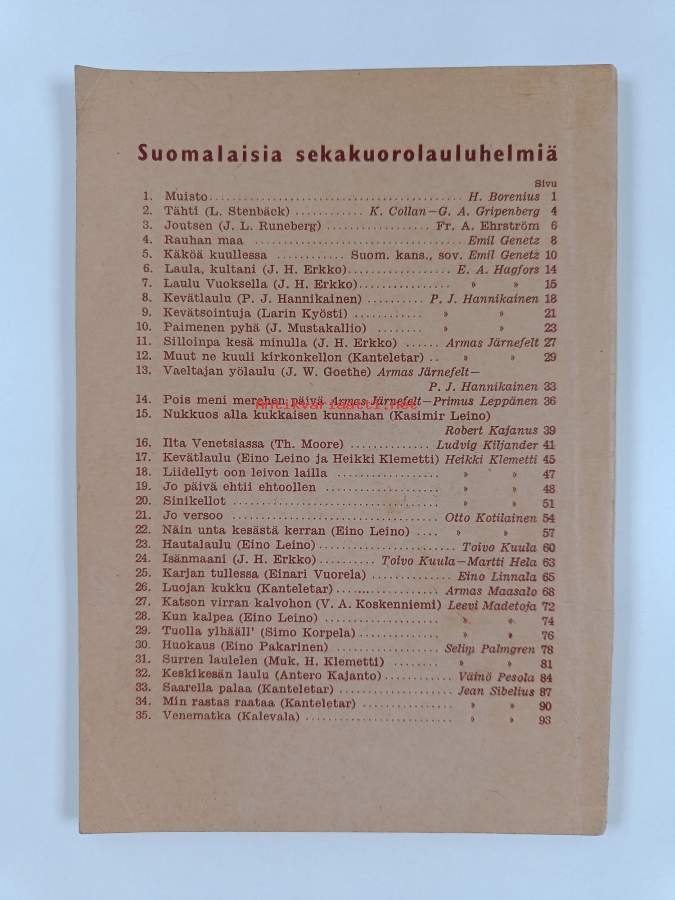 Suomalaisia sekakuorolauluhelmiä
Sivu
1. Muisto ........ H. Borenius 1
2. Tähti (L. Stenbäck) ........ K. Collan—G. A. Gripenberg 4
3. Joutsen (J. L. Runeberg) ........ Fr. A. Ehrström 6
4. Rauhan maa ........ Emil Genetz 8
5. Käköä kuullessa ........ Suom. kans., sov. Emil Genetz 10
6. Laula, kultani (J. H. Erkko) ........ E. A. Hagfors 14
7. Laulu Vuoksella (J. H. Erkko) ........ » » 15
8. Kevätlaulu (P. J. Hannikainen) ........ P. J. Hannikainen 18
9. Kevätsointuja (Larin Kyösti) ........ » » 21
10. Paimenen pyhä (J. Mustakallio) ........ » » 23
11. Silloinpa kesä minulla (J. H. Erkko) ...... Armas Järnefelt 27
12. Muut ne kuuli kirkonkellon (Kanteletar) .. » » 29
13. Vaeltajan yölaulu (J. W. Goethe) Armas Järnefelt—
P. J. Hannikainen 33
14. Pois meni merehen päivä Armas Järnefelt—Primus Leppänen 36
Antikvariaatti.net
15. Nukkuos alla kukkaisen kunnahan (Kasimir Leino)
Robert Kajanus 39
16. Ilta Venetsiassa (Th. Moore) ........ Ludvig Kiljander 41
17. Kevätlaulu (Eino Leino ja Heikki Klemetti) Heikki Klemetti 45
18. Liidellyt oon leivon lailla ........ » » 47
19. Jo päivä ehtii ehtoollen ........ » » 48
20. Sinikellot ........ » » 51
21. Jo versoo ........ Otto Kotilainen 54
22. Näin unta kesästä kerran (Eino Leino) .... » » 57
23. Hautalaulu (Eino Leino) ........ Toivo Kuula 60
24. Isänmaani (J. H. Erkko) ........ Toivo Kuula—Martti Hela 63
25. Karjan tullessa (Einari Vuorela) ........ Eino Linnala 65
26. Luojan kukku (Kanteletar) ........ Armas Maasalo 68
27. Katson virran kalvohon (V. A. Koskenniemi) Leevi Madetoja 72
28. Kun kalpea (Eino Leino) ........ » » 74
29. Tuolla ylhääll' (Simo Korpela) ........ » » 76
30. Huokaus (Eino Pakarinen) ........ Selim Palmgren 78
31. Surren laulelen (Muk. H. Klemetti) ........ » » 81
32. Keskikesän laulu (Antero Kajanto) ........ Väinö Pesola 84
33. Saarella palaa (Kanteletar) ........ Jean Sibelius 87
34. Min rastas raataa (Kanteletar) ........ » » 90
35. Venematka (Kalevala) ........ » » 93